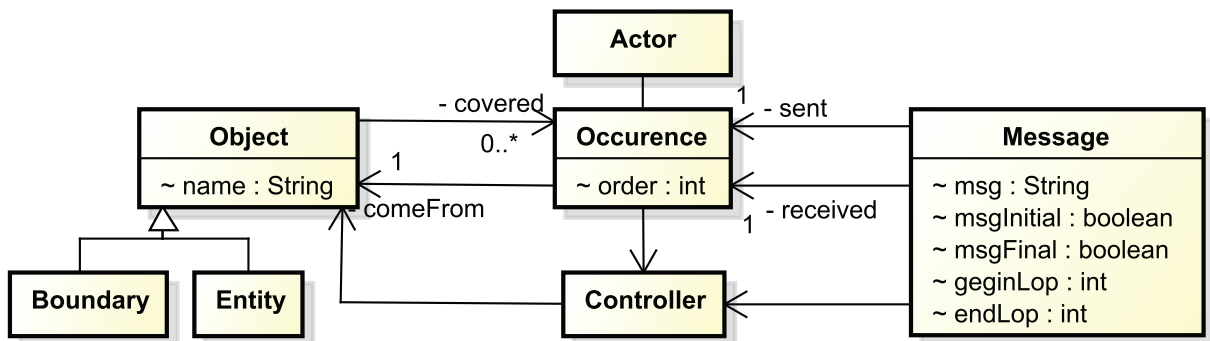 Actor
- covered
1
- sent
Object
Occurence
Message
0..*
1
~ name : String
~ order : int
~ msg : String
- comeFrom
- received
~ msgInitial : boolean
1
~ msgFinal : boolean
~ geginLop : int
~ endLop : int
Boundary
Entity
Controller